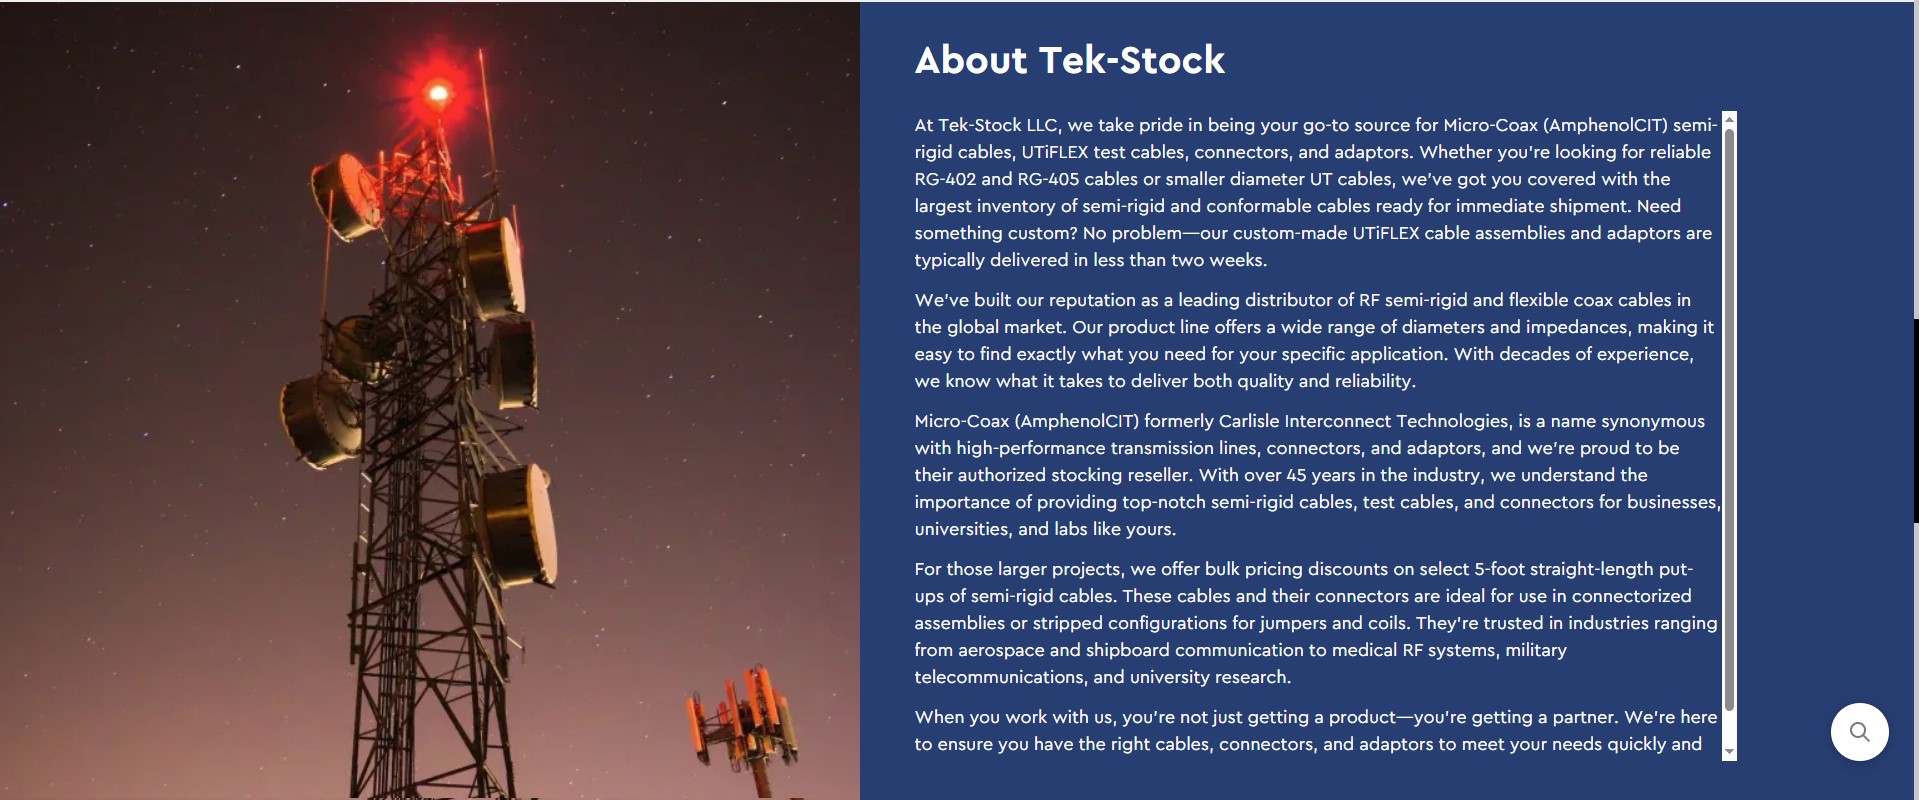 About Tek-Stock
At Tek-Stock LLC, we take pride in being your go-to source for Micro-Coax (AmphenolCIT) semi-
rigid cables, UTiFLEX test cables, connectors, and adaptors. Whether you're looking for reliable
RG-402 and RG-405 cables or smaller diameter UT cables, we've got you covered with the
largest inventory of semi-rigid and conformable cables ready for immediate shipment. Need
something custom? No problem—our custom-made UTiFLEX cable assemblies and adaptors are
typically delivered in less than two weeks.
We've built our reputation as a leading distributor of RF semi-rigid and flexible coax cables in
the global market. Our product line offers a wide range of diameters and impedances, making it
easy to find exactly what you need for your specific application. With decades of experience,
we know what it takes to deliver both quality and reliability.
Micro-Coax (AmphenolCIT) formerly Carlisle Interconnect Technologies, is a name synonymous
with high-performance transmission lines, connectors, and adaptors, and we're proud to be
their authorized stocking reseller. With over 45 years in the industry, we understand the
importance of providing top-notch semi-rigid cables, test cables, and connectors for businesses,
universities, and labs like yours.
For those larger projects, we offer bulk pricing discounts on select 5-foot straight-length put-
ups of semi-rigid cables. These cables and their connectors are ideal for use in connectorized
assemblies or stripped configurations for jumpers and coils. They're trusted in industries ranging
from aerospace and shipboard communication to medical RF systems, military
telecommunications, and university research.
When you work with us, you're not just getting a product—you're getting a partner. We're here
to ensure you have the right cables, connectors, and adaptors to meet your needs quickly and